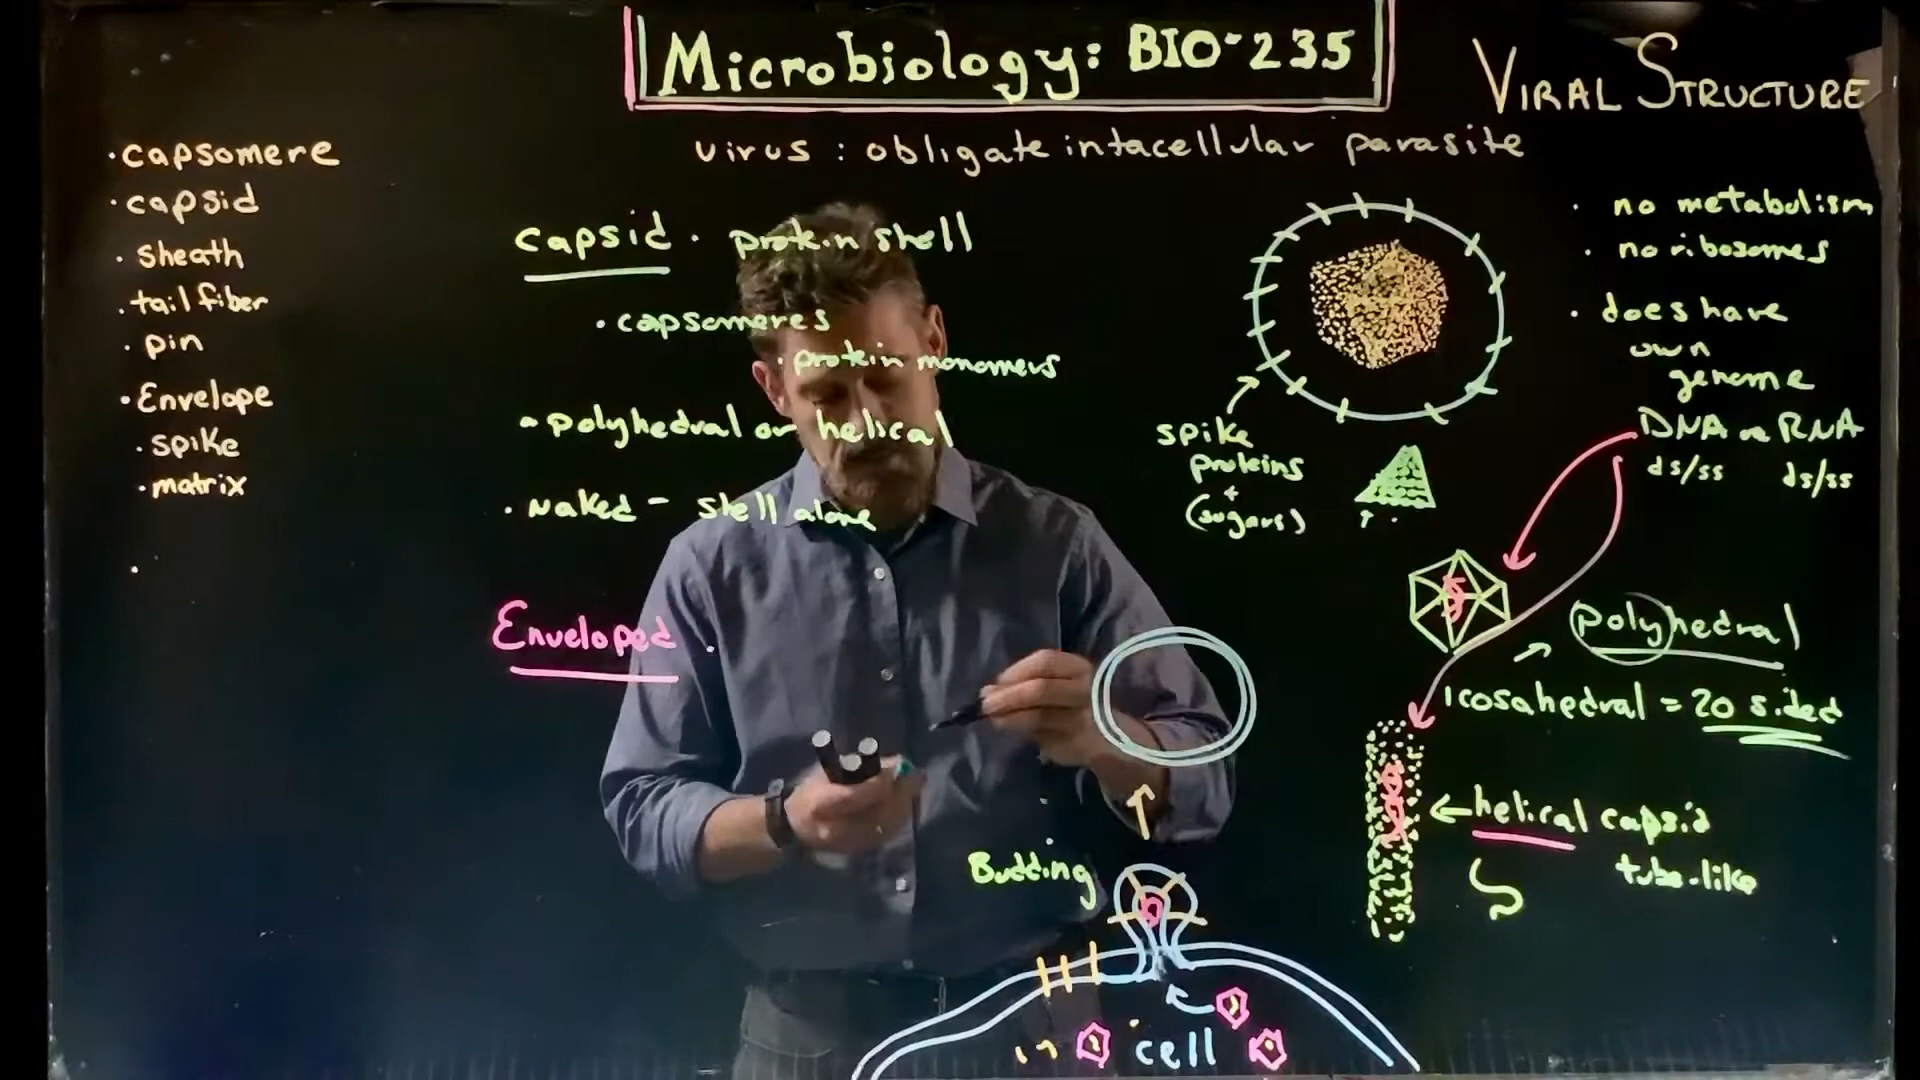 Microbiology: BIO-235
VIRAL STRUCTURE
virus : obligate intacellular parasite
• capsomere
• capsid
• sheath
• tail fiber
• pin
• Envelope
• spike
• matrix
•
capsid • protein shell
• capsomeres
• protein monomers
• polyhedral or helical
• Naked - shell alone
Enveloped •
Budding
cell
spike
proteins
+
(sugars)
• no metabolism
• no ribosomes
• does have
own
genome
DNA or RNA
ds/ss ds/ss
polyhedral
icosahedral = 20 sided
helical capsid
tube-like